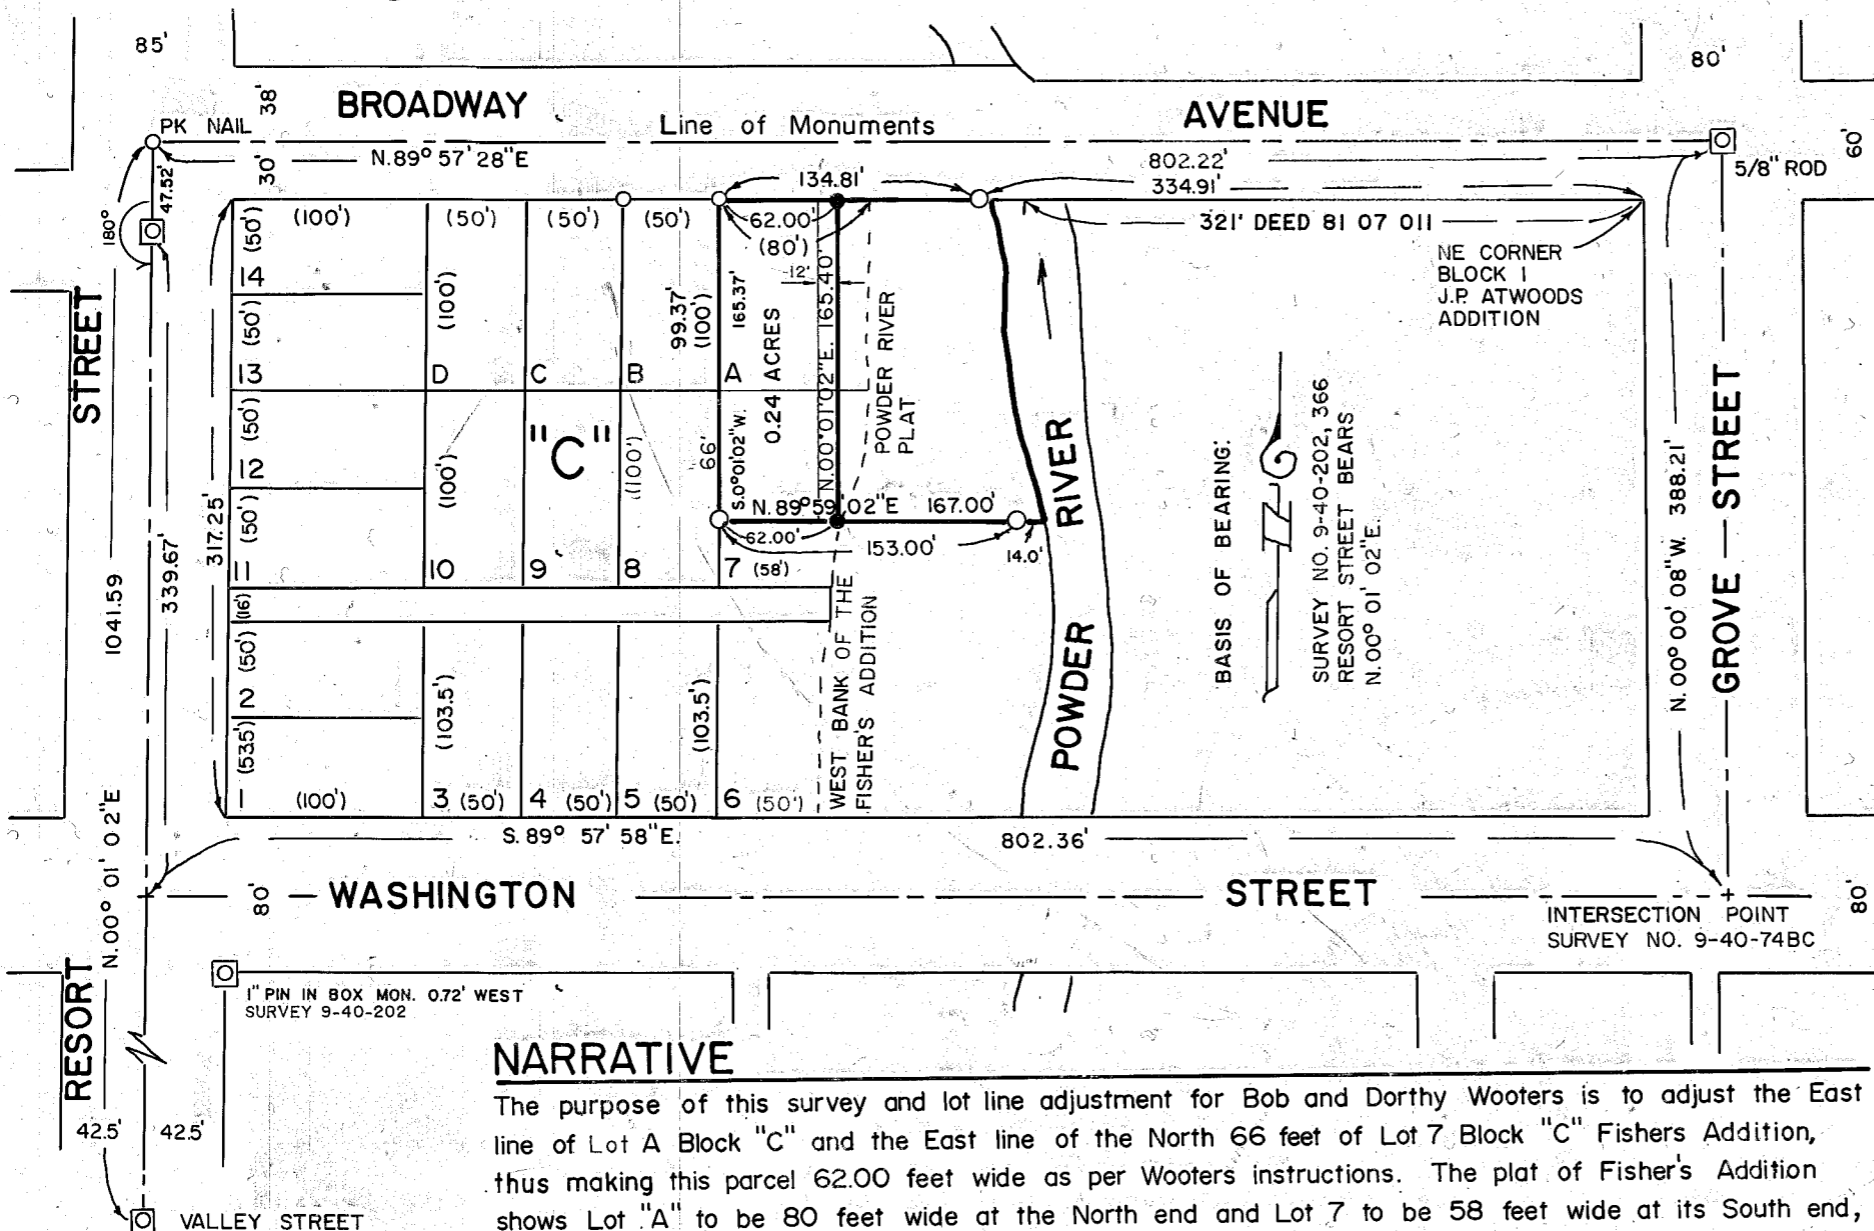 85'
80'
38'
BROADWAY
AVENUE
PK NAIL
Line of Monuments
60'
N.89° 57' 28"E
30'
802.22'
5/8" ROD
47.52'
180°
134.81'
334.91'
(100')
(50')
(50')
(50')
62.00'
(80')
321' DEED 81 07 011
(50')
14
(50')
13
(50')
12
(50')
11
(16')
(50')
2
(53.5')
1
(100')
12'
NE CORNER
BLOCK 1
J.P. ATWOODS
ADDITION
(100')
99.37'
(100')
165.37'
0.24 ACRES
N.00°01'02"E. 165.40'
POWDER RIVER
PLAT
D
C
B
A
"C"
(100')
(100')
66'
S.0°01'02"W.
N.89°59'02"E
167.00'
62.00'
153.00'
14.0'
10
9
8
7 (58')
WEST BANK OF THE
FISHER'S ADDITION
(103.5')
(103.5')
3 (50')
4 (50')
5 (50')
6 (50')
POWDER RIVER
BASIS OF BEARING:
SURVEY NO. 9-40-202, 366
RESORT STREET BEARS
N.00° 01' 02"E.
STREET
1041.59
339.67'
317.25'
N.00° 01' 02"E
RESORT
N.00° 00' 08"W. 388.21'
GROVE STREET
S.89° 57' 58"E.
802.36'
80'
WASHINGTON
STREET
80'
INTERSECTION POINT
SURVEY NO. 9-40-74BC
1" PIN IN BOX MON. 0.72' WEST
SURVEY 9-40-202
42.5'
42.5'
VALLEY STREET
NARRATIVE
The purpose of this survey and lot line adjustment for Bob and Dorthy Wooters is to adjust the East
line of Lot A Block "C" and the East line of the North 66 feet of Lot 7 Block "C" Fishers Addition,
thus making this parcel 62.00 feet wide as per Wooters instructions. The plat of Fisher's Addition
shows Lot "A" to be 80 feet wide at the North end and Lot 7 to be 58 feet wide at its South end,